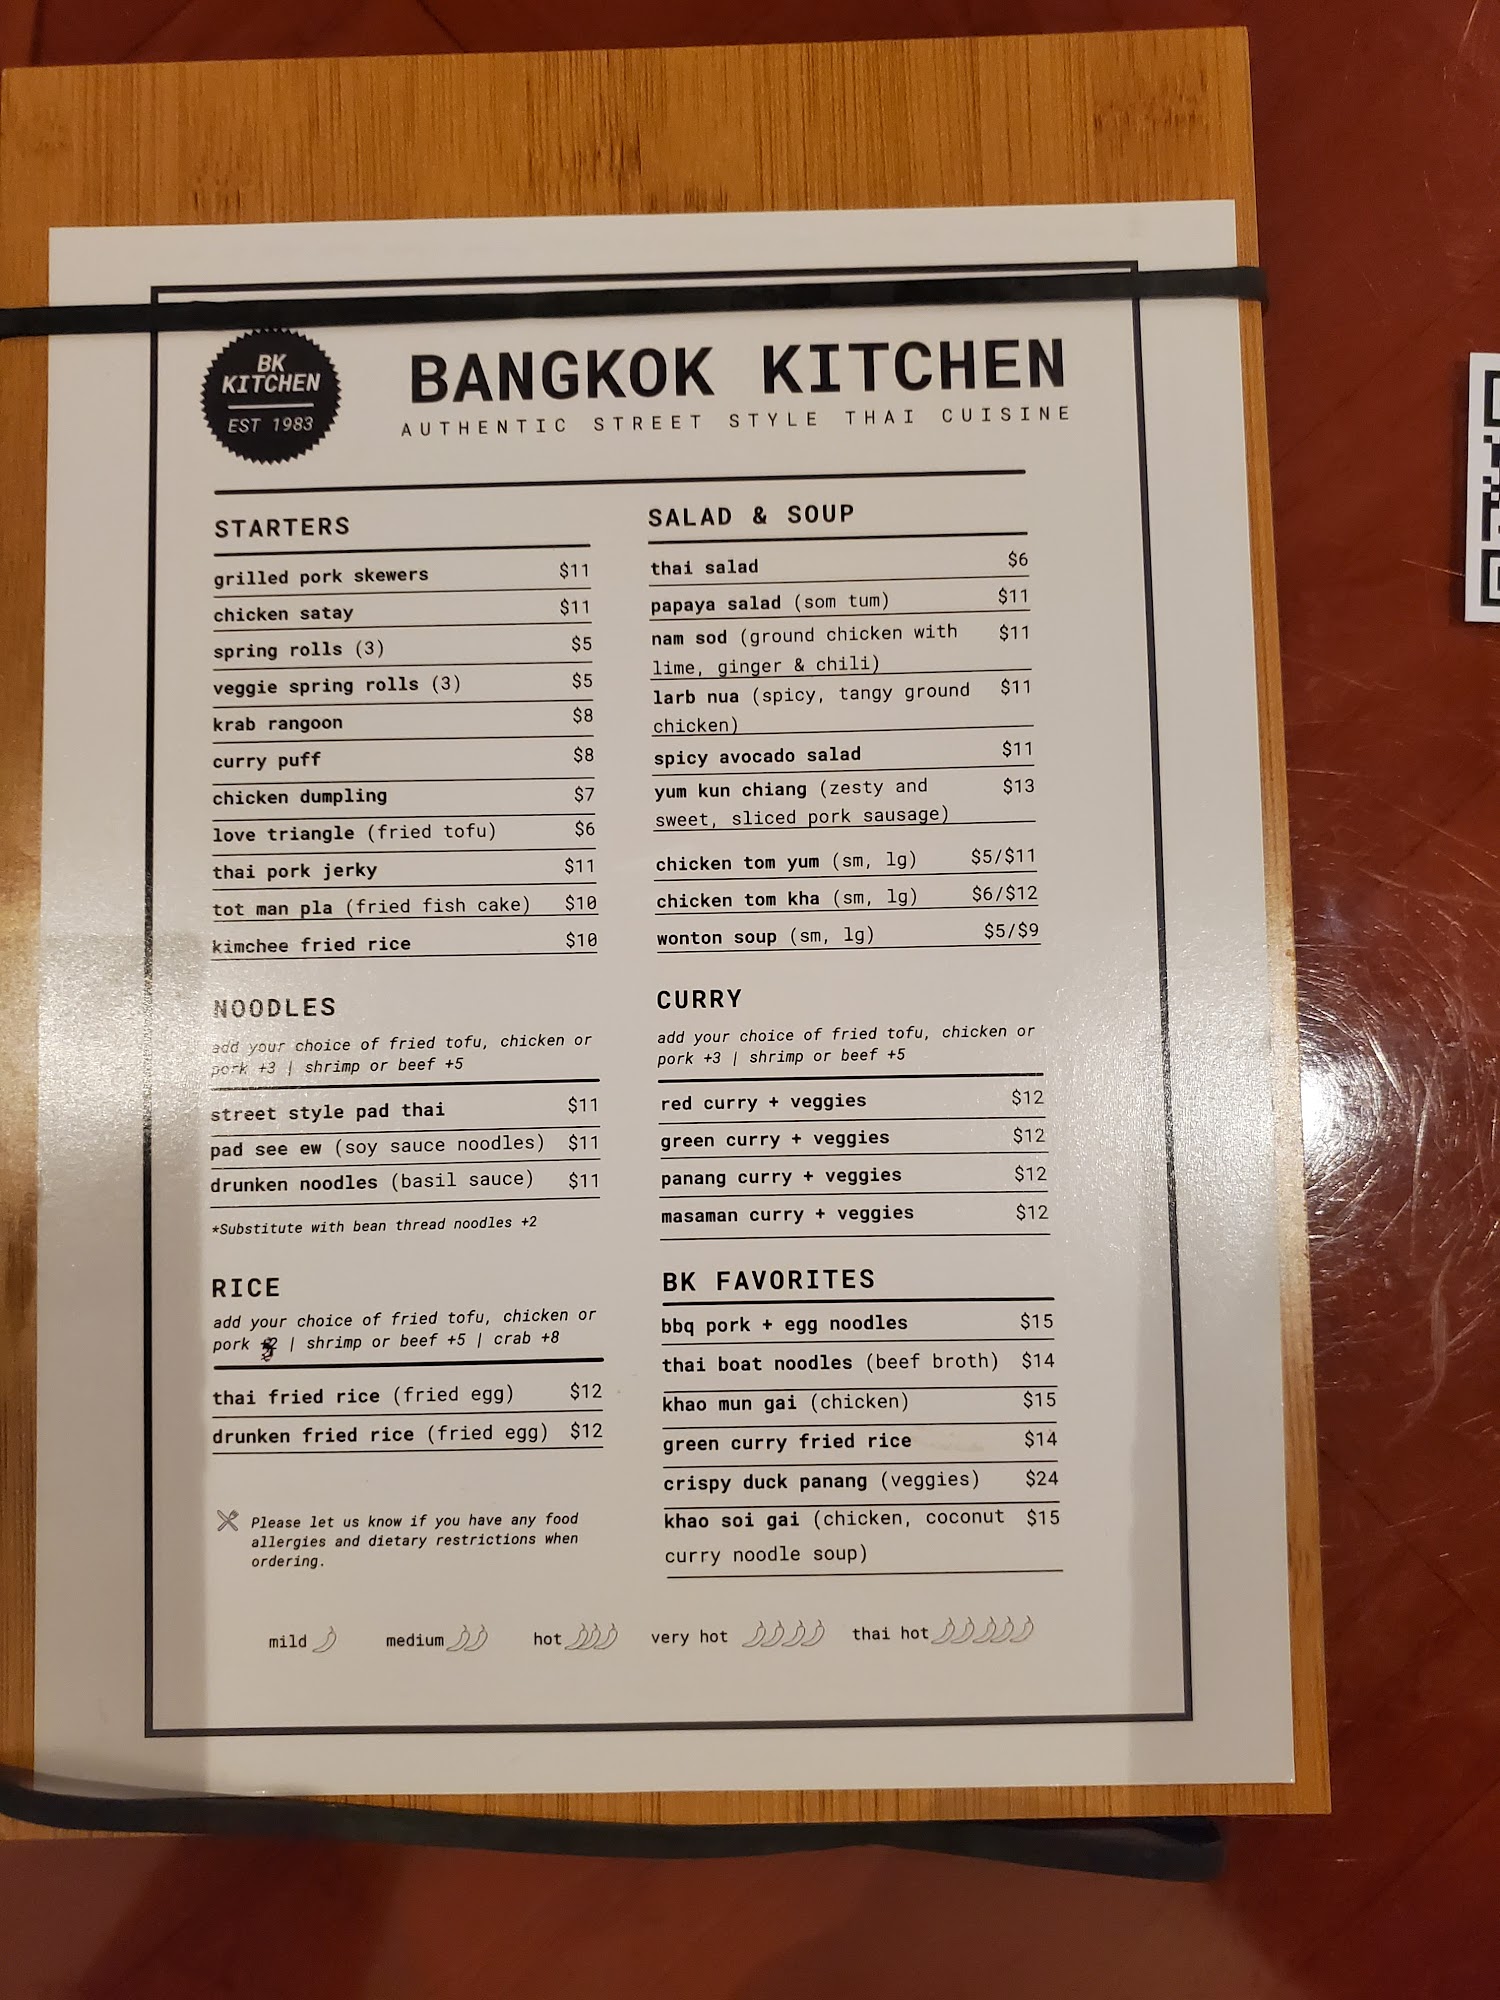 BK
KITCHEN
EST 1983
BANGKOK KITCHEN
AUTHENTIC STREET STYLE THAI CUISINE
STARTERS
grilled pork skewers $11
chicken satay $11
spring rolls (3) $5
veggie spring rolls (3) $5
krab rangoon $8
curry puff $8
chicken dumpling $7
love triangle (fried tofu) $6
thai pork jerky $11
tot man pla (fried fish cake) $10
kimchee fried rice $10
NOODLES
add your choice of fried tofu, chicken or
pork +3 | shrimp or beef +5
street style pad thai $11
pad see ew (soy sauce noodles) $11
drunken noodles (basil sauce) $11
*Substitute with bean thread noodles +2
RICE
add your choice of fried tofu, chicken or
pork | shrimp or beef +5 | crab +8
thai fried rice (fried egg) $12
drunken fried rice (fried egg) $12
Please let us know if you have any food
allergies and dietary restrictions when
ordering.
SALAD & SOUP
thai salad $6
papaya salad (som tum) $11
nam sod (ground chicken with $11
lime, ginger & chili)
larb nua (spicy, tangy ground $11
chicken)
spicy avocado salad $11
yum kun chiang (zesty and $13
sweet, sliced pork sausage)
chicken tom yum (sm, lg) $5/$11
chicken tom kha (sm, lg) $6/$12
wonton soup (sm, lg) $5/$9
CURRY
add your choice of fried tofu, chicken or
pork +3 | shrimp or beef +5
red curry + veggies $12
green curry + veggies $12
panang curry + veggies $12
masaman curry + veggies $12
BK FAVORITES
bbq pork + egg noodles $15
thai boat noodles (beef broth) $14
khao mun gai (chicken) $15
green curry fried rice $14
crispy duck panang (veggies) $24
khao soi gai (chicken, coconut $15
curry noodle soup)
mild medium hot very hot thai hot